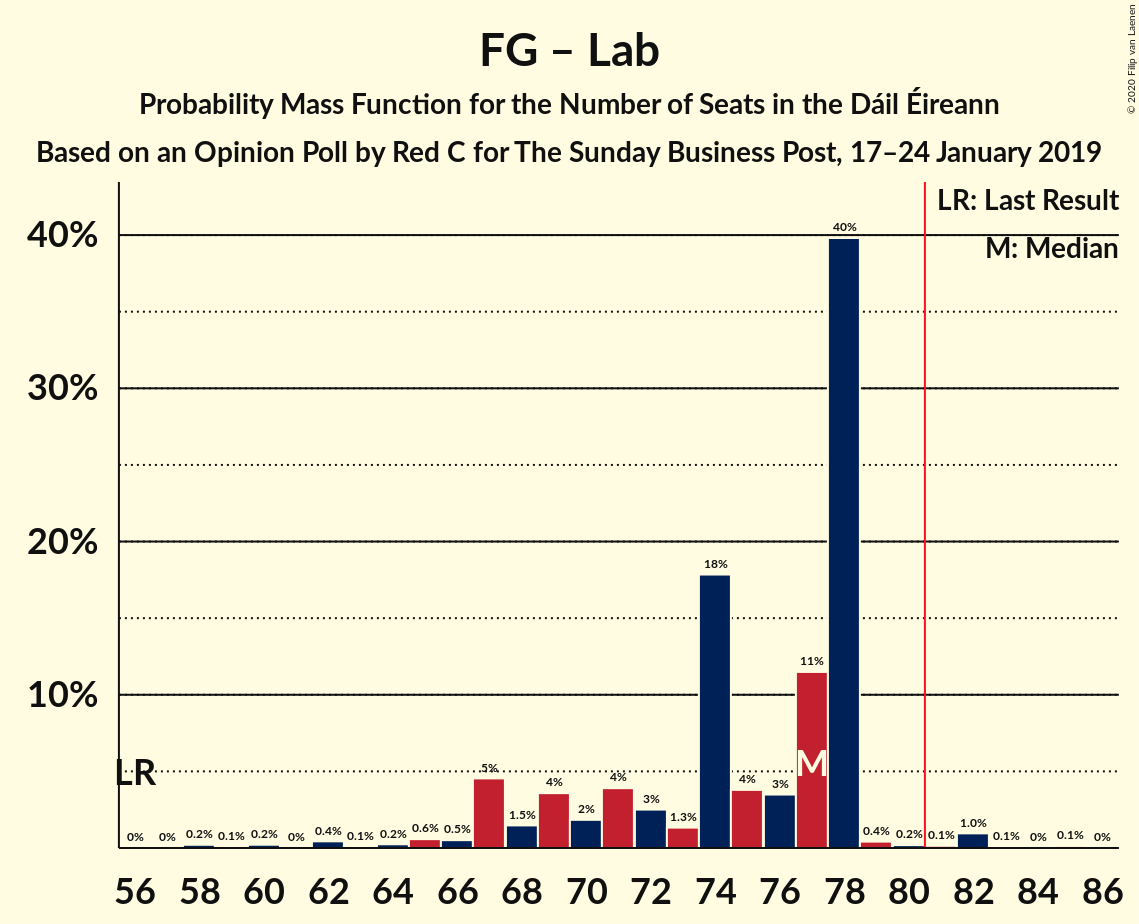 FG – Lab
Probability Mass Function for the Number of Seats in the Dáil Éireann
Based on an Opinion Poll by Red C for The Sunday Business Post, 17–24 January 2019
© 2020 Filip van Laenen
LR: Last Result
M: Median
40%
30%
20%
10%
LR
M
0% 0% 0.2% 0.1% 0.2% 0% 0.4% 0.1% 0.2% 0.6% 0.5% 5% 1.5% 4% 2% 4% 3% 1.3% 18% 4% 3% 11% 40% 0.4% 0.2% 0.1% 1.0% 0.1% 0% 0.1% 0%
56 58 60 62 64 66 68 70 72 74 76 78 80 82 84 86